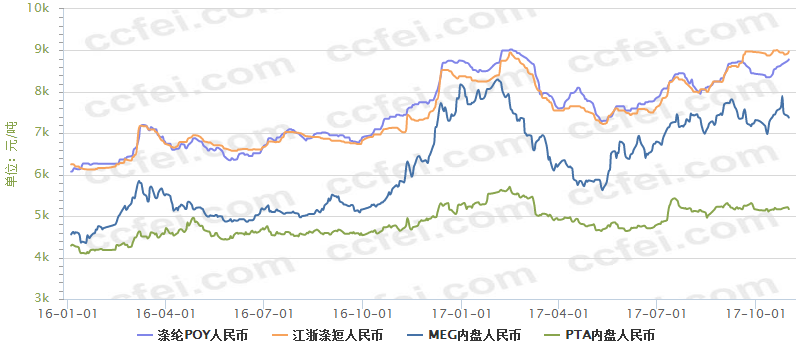 10k
9k
8k
7k
6k
5k
4k
3k
单位：元/吨
16-01-01 16-04-01 16-07-01 16-10-01 17-01-01 17-04-01 17-07-01 17-10-01
涤纶POY人民币 江浙涤短人民币 MEG内盘人民币 PTA内盘人民币
ccfei.com ccfei.com ccfei.com
ccfei.com ccfei.com ccfei.com
ccfei.com ccfei.com ccfei.com
ccfei.com ccfei.com ccfei.com